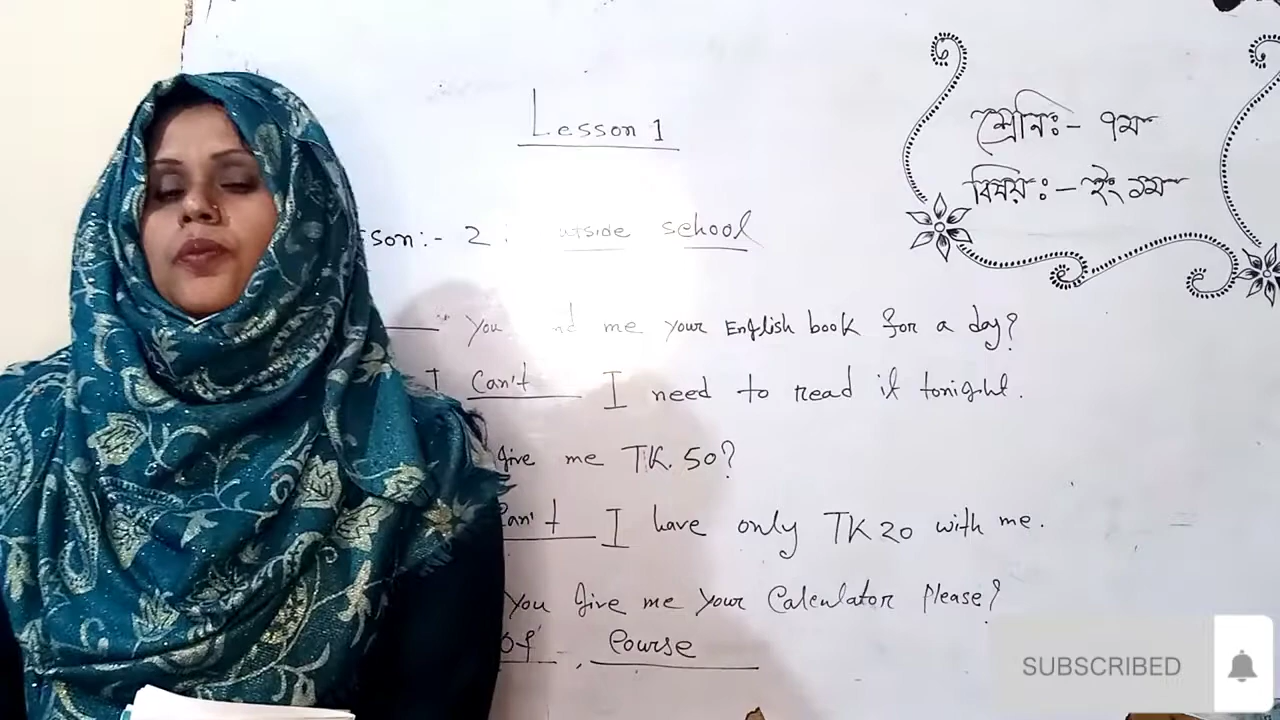 Lesson 1
শ্রেনিঃ- ৭ম
বিষয়ঃ- ইং ১ম
son:- 2: utside school
you nd me your English book for a day?
I Can't I need to read it tonight.
give me TK. 50?
Can't I have only TK 20 with me.
you give me your Calculator please?
of, Course
SUBSCRIBED